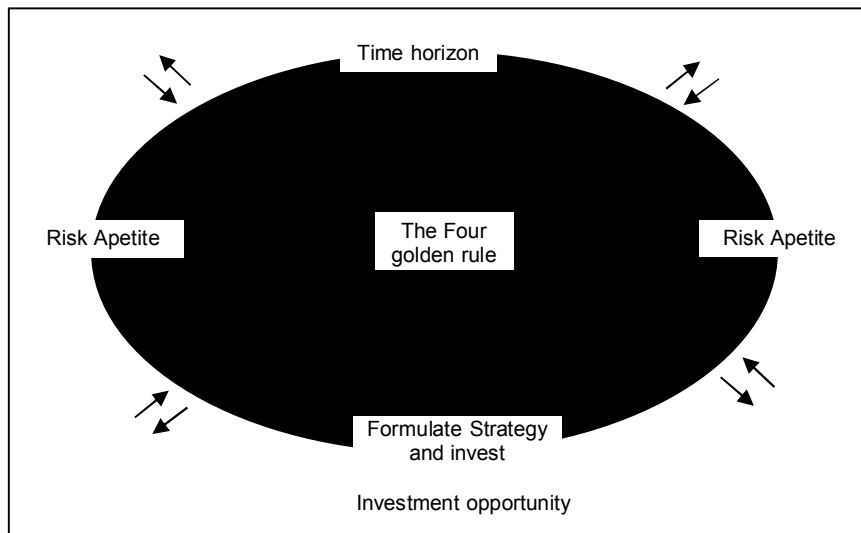 Time horizon
Risk Apetite
The Four
golden rule
Risk Apetite
Formulate Strategy
and invest
Investment opportunity